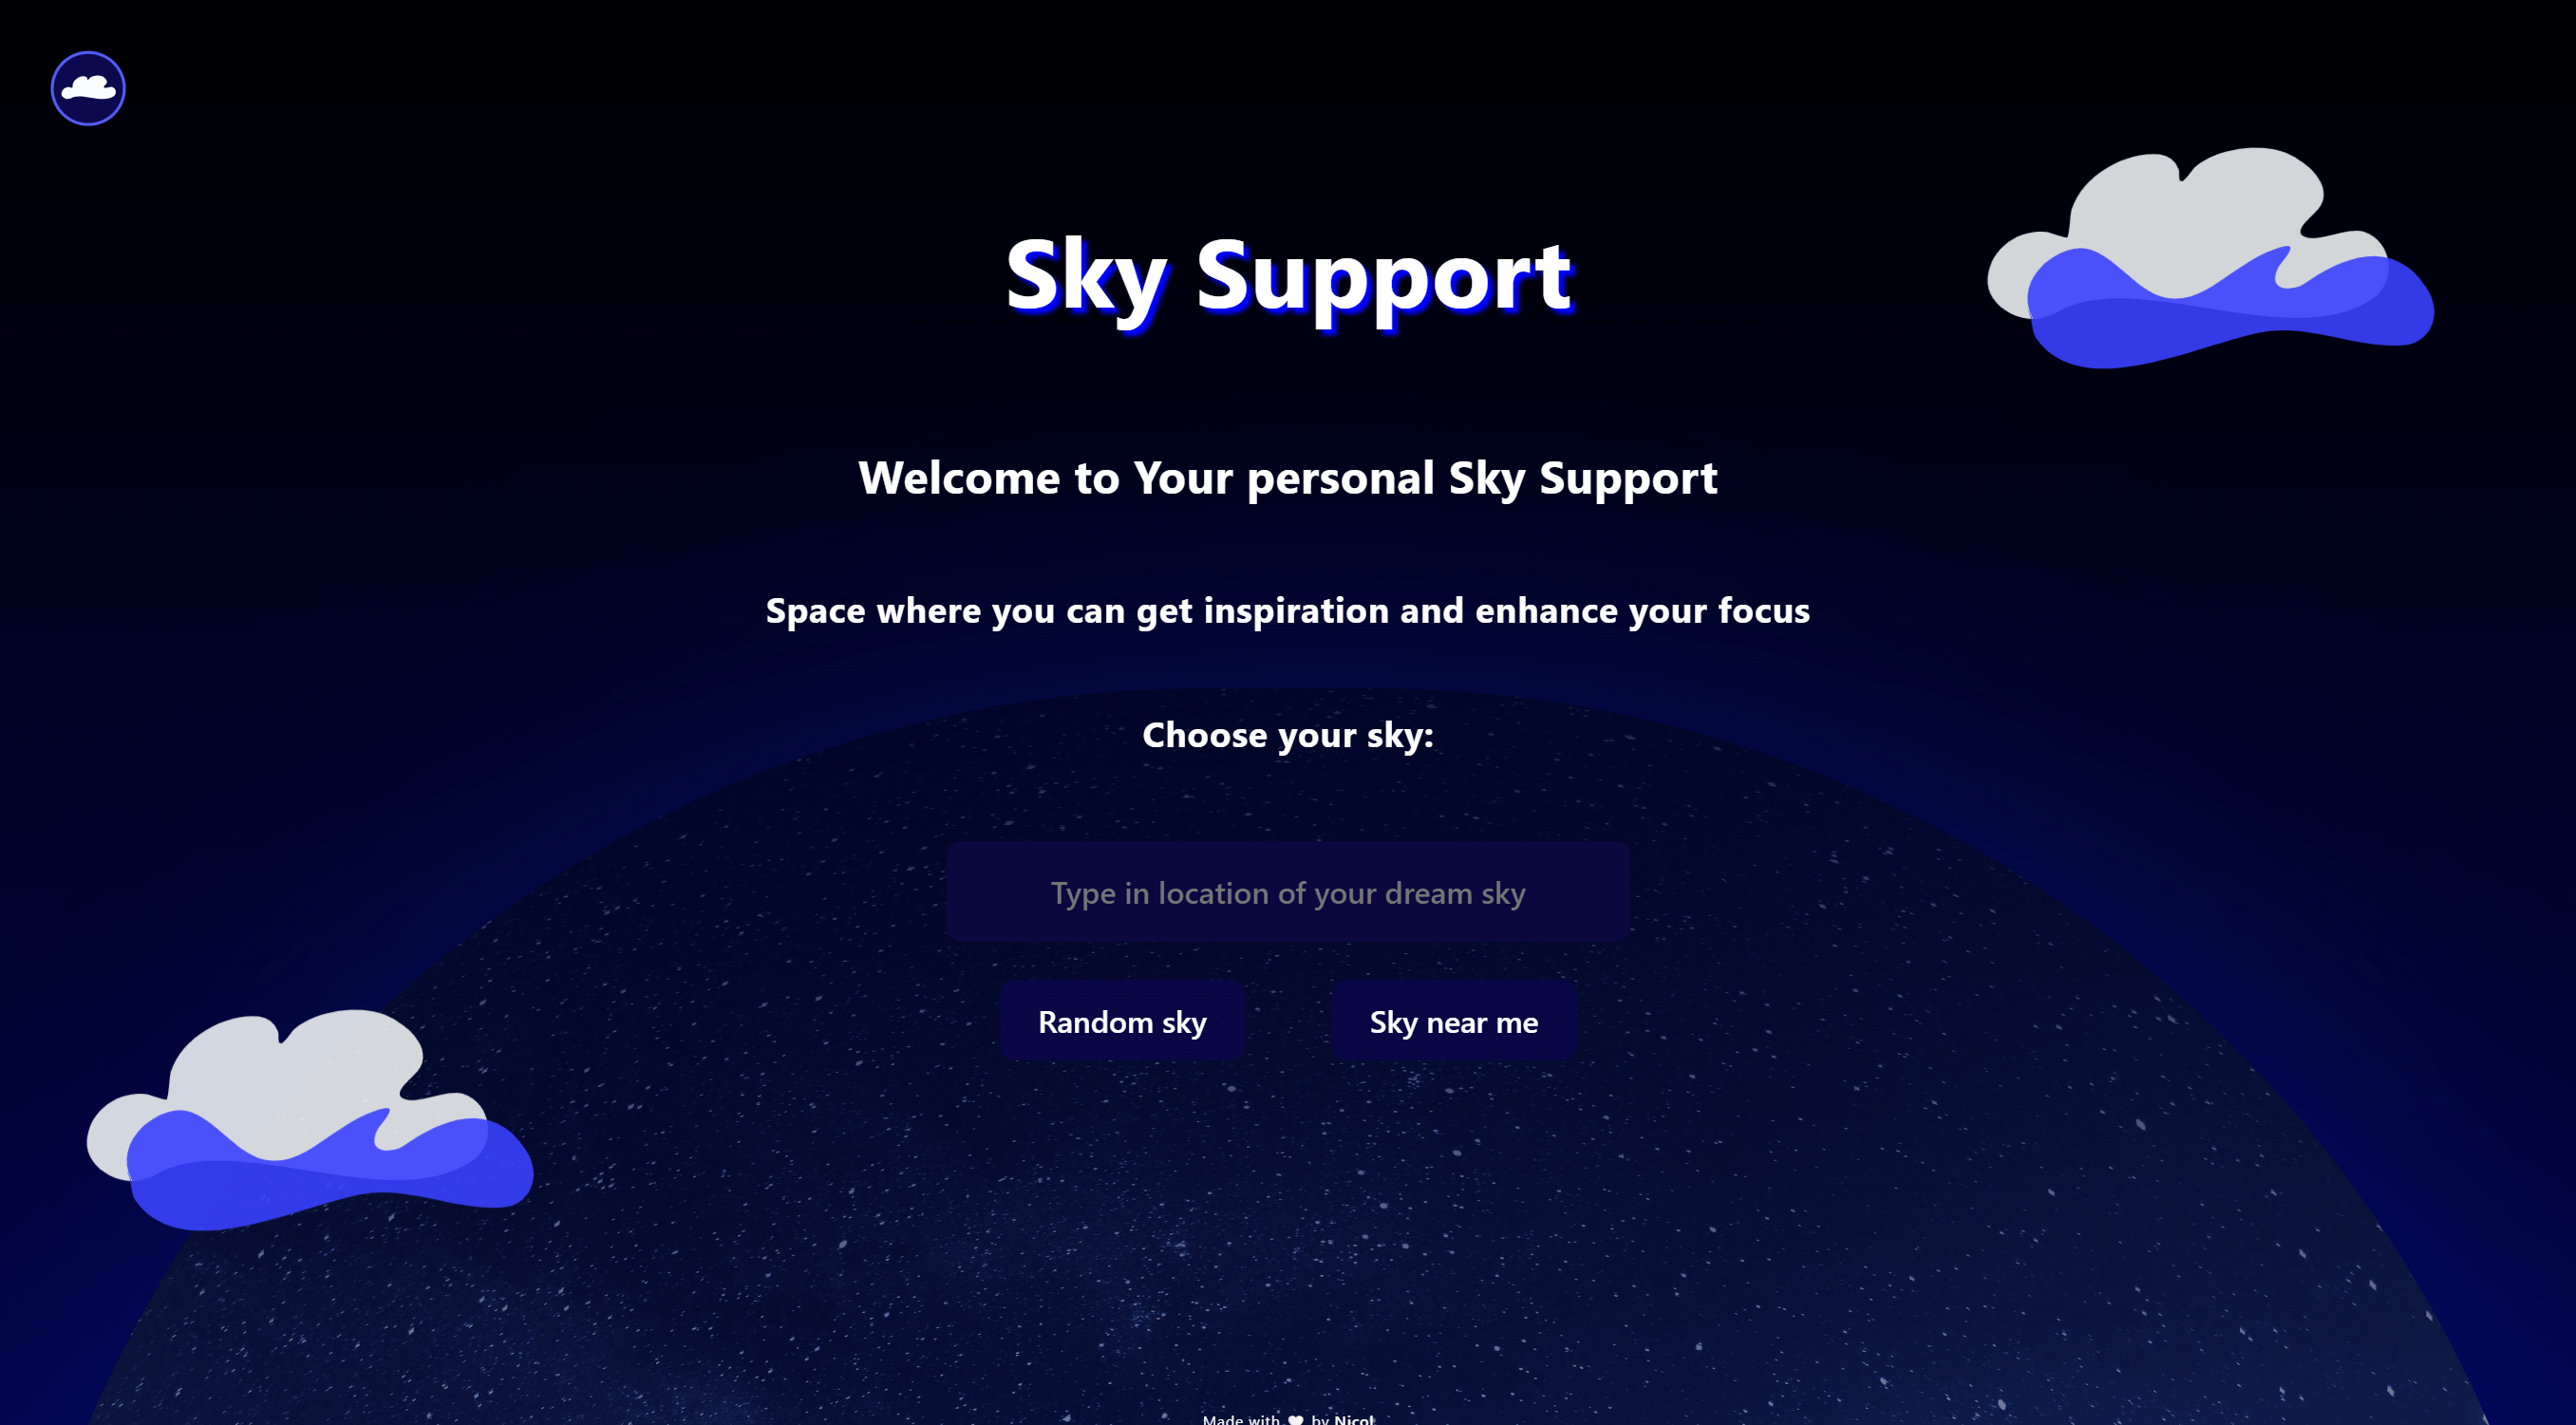 Sky Support
Welcome to Your personal Sky Support
Space where you can get inspiration and enhance your focus
Choose your sky:
Type in location of your dream sky
Random sky
Sky near me
Made with 🤍 by Nicol